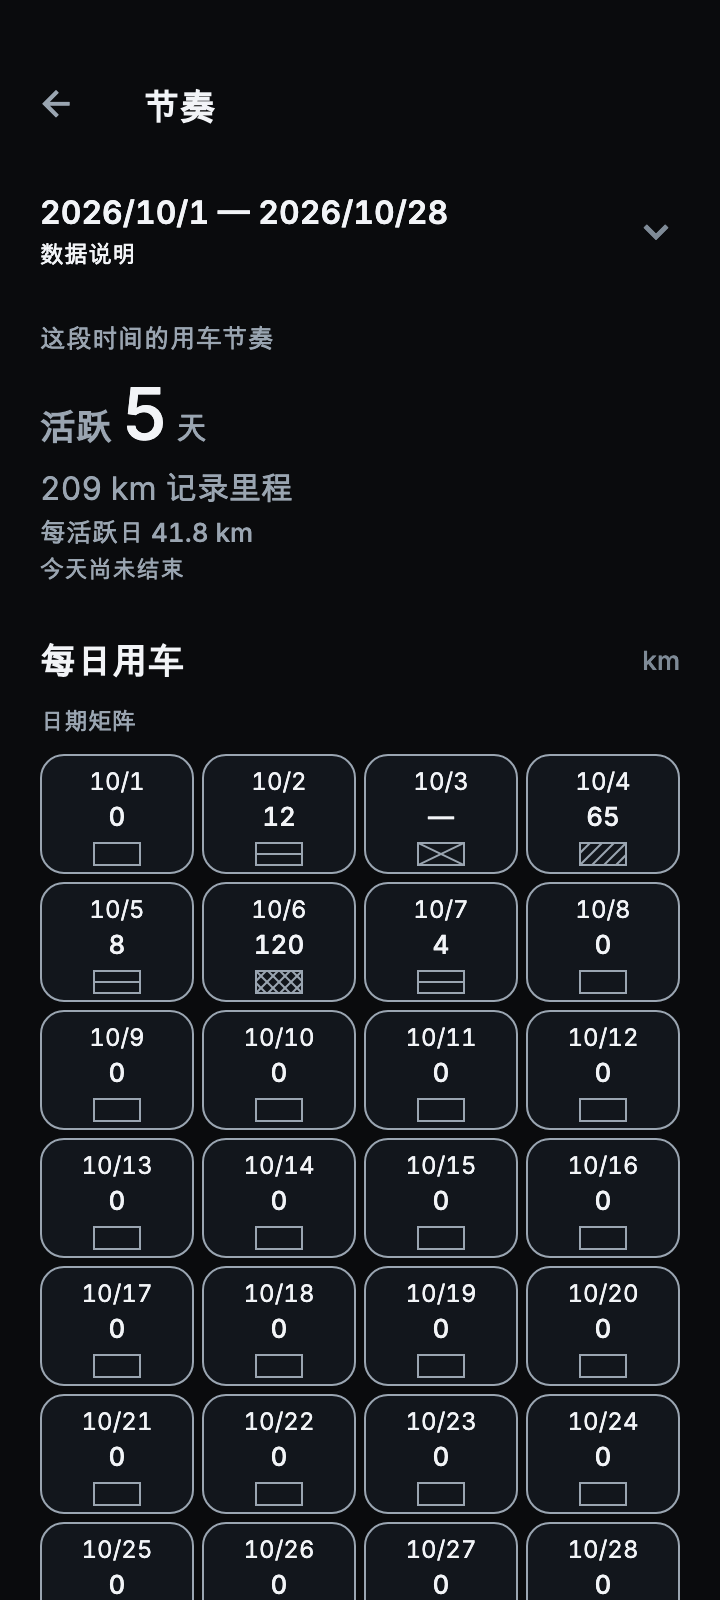 节奏
2026/10/1 — 2026/10/28
数据说明
这段时间的用车节奏
活跃 5 天
209 km 记录里程
每活跃日 41.8 km
今天尚未结束
每日用车 km
日期矩阵
10/1 10/2 10/3 10/4
0 12 — 65
10/5 10/6 10/7 10/8
8 120 4 0
10/9 10/10 10/11 10/12
0 0 0 0
10/13 10/14 10/15 10/16
0 0 0 0
10/17 10/18 10/19 10/20
0 0 0 0
10/21 10/22 10/23 10/24
0 0 0 0
10/25 10/26 10/27 10/28
0 0 0 0